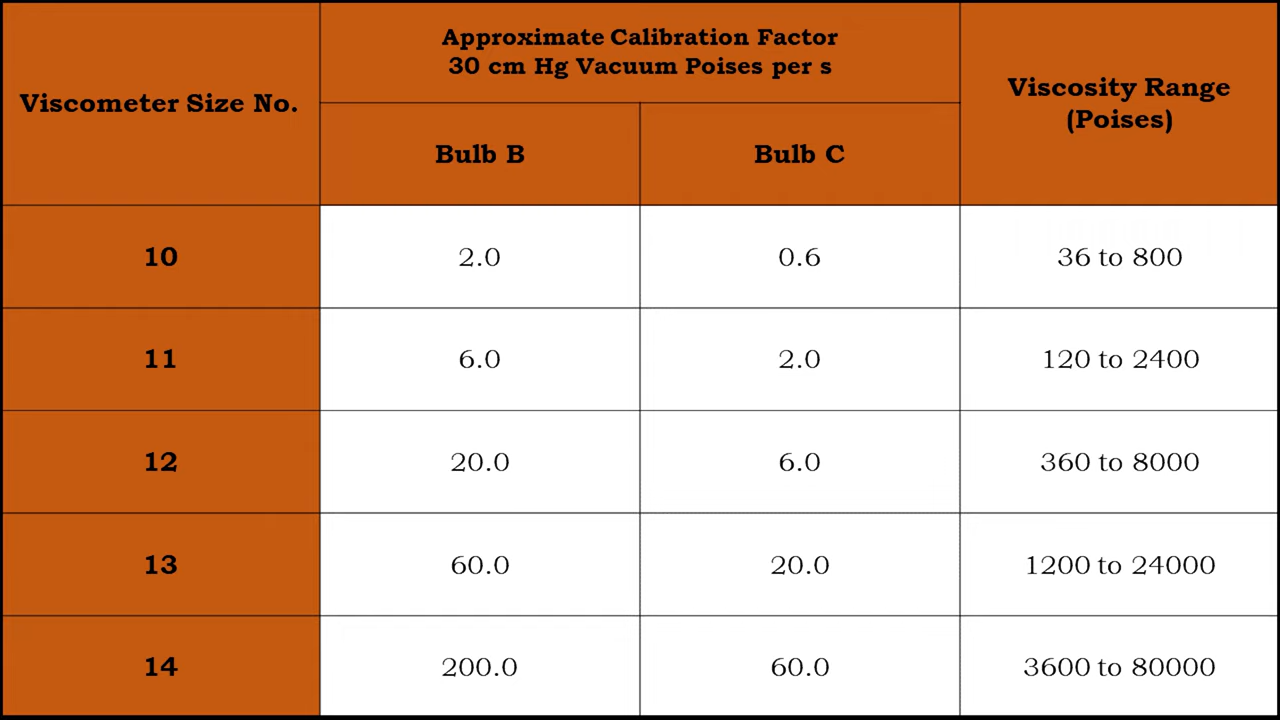 Viscometer Size No.
Approximate Calibration Factor
30 cm Hg Vacuum Poises per s
Viscosity Range
(Poises)
Bulb B
Bulb C
10
2.0
0.6
36 to 800
11
6.0
2.0
120 to 2400
12
20.0
6.0
360 to 8000
13
60.0
20.0
1200 to 24000
14
200.0
60.0
3600 to 80000